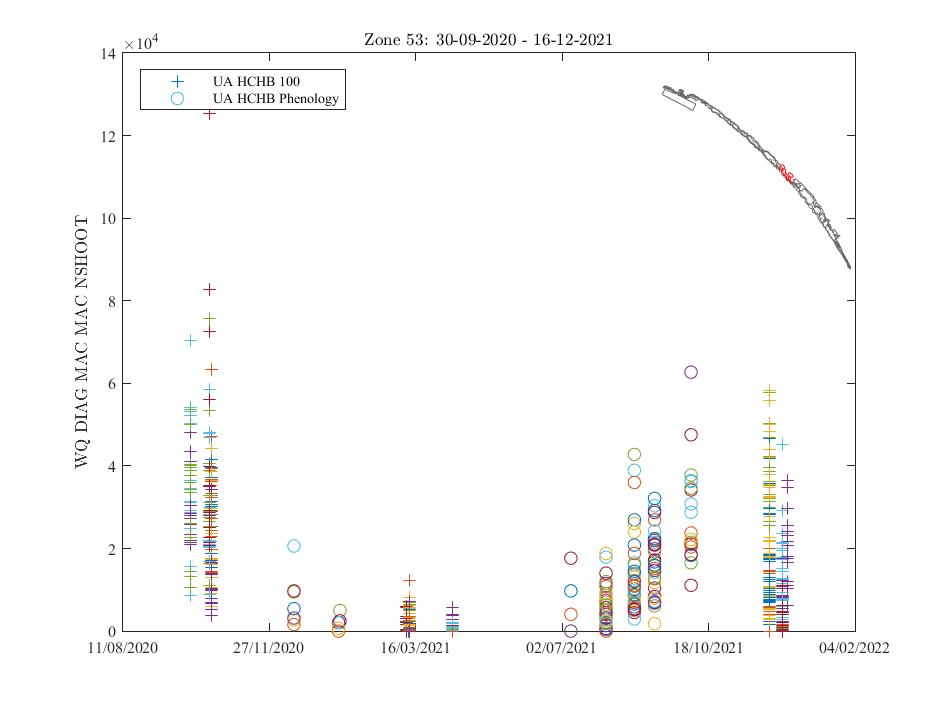 Zone 53: 30-09-2020 - 16-12-2021
×10⁴
UA HCHB 100
UA HCHB Phenology
WQ DIAG MAC MAC NSHOOT
14
12
10
8
6
4
2
0
11/08/2020 27/11/2020 16/03/2021 02/07/2021 18/10/2021 04/02/2022